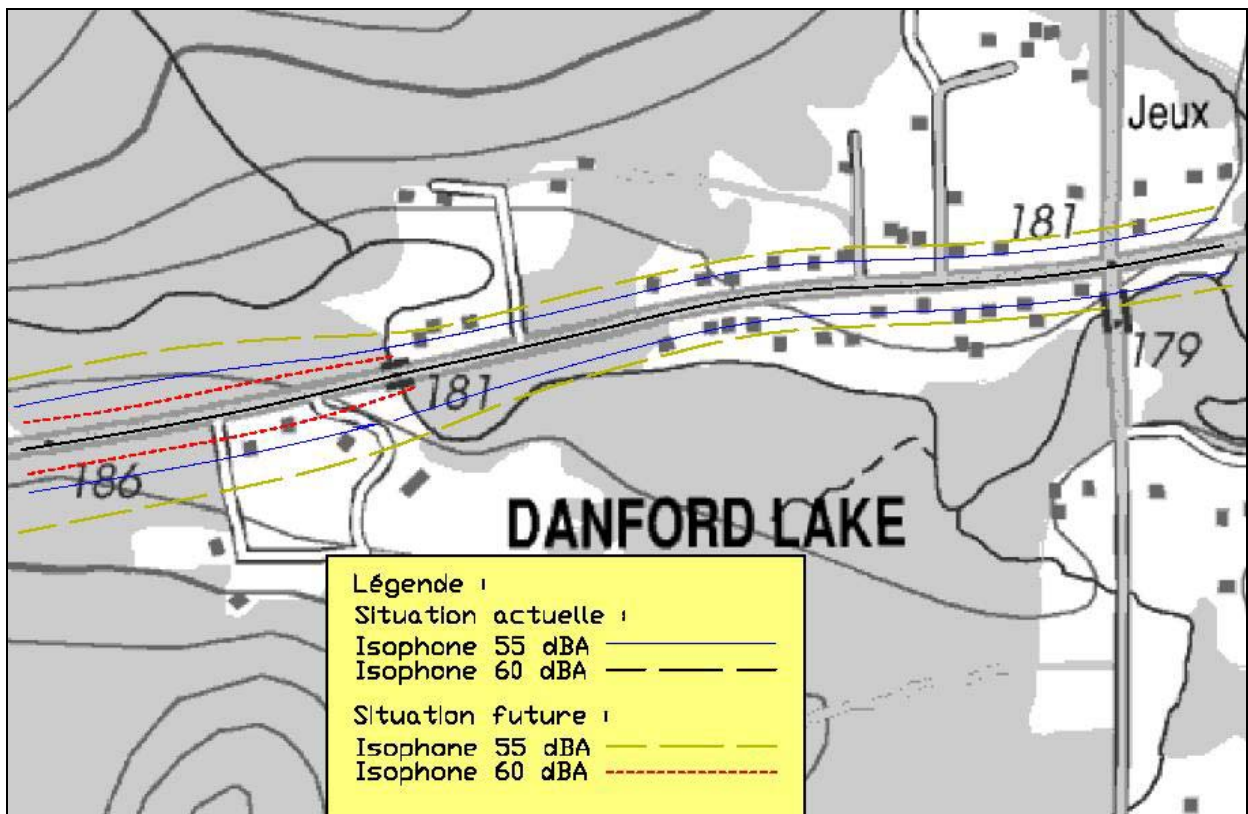 Jeux
181
179
181
186
DANFORD LAKE
Légende :
Situation actuelle :
Isophone 55 dBA
Isophone 60 dBA
Situation future :
Isophone 55 dBA
Isophone 60 dBA